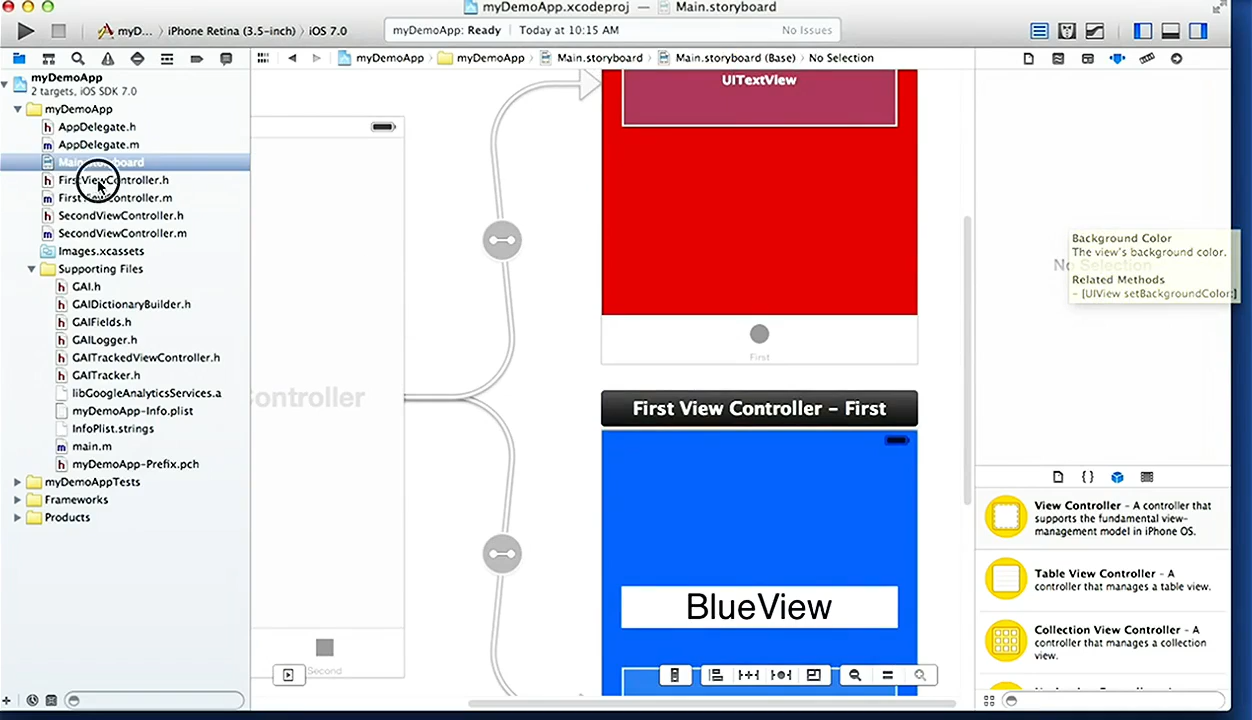 myDemoApp.xcodeproj — Main.storyboard
myD... iPhone Retina (3.5-inch) iOS 7.0
myDemoApp: Ready Today at 10:15 AM No Issues
myDemoApp myDemoApp Main.storyboard Main.storyboard (Base) No Selection
myDemoApp
2 targets, iOS SDK 7.0
myDemoApp
AppDelegate.h
AppDelegate.m
Main.storyboard
FirstViewController.h
FirstViewController.m
SecondViewController.h
SecondViewController.m
Images.xcassets
Supporting Files
GAI.h
GAIDictionaryBuilder.h
GAIFields.h
GAILogger.h
GAITrackedViewController.h
GAITracker.h
libGoogleAnalyticsServices.a
myDemoApp-Info.plist
InfoPlist.strings
main.m
myDemoApp-Prefix.pch
myDemoAppTests
Frameworks
Products
Controller
Second
UITextView
First
First View Controller – First
BlueView
No Selection
Background Color
The view's background color.
Related Methods
– [UIView setBackgroundColor:]
View Controller – A controller that
supports the fundamental view-
management model in iPhone OS.
Table View Controller – A
controller that manages a table view.
Collection View Controller – A
controller that manages a collection
view.